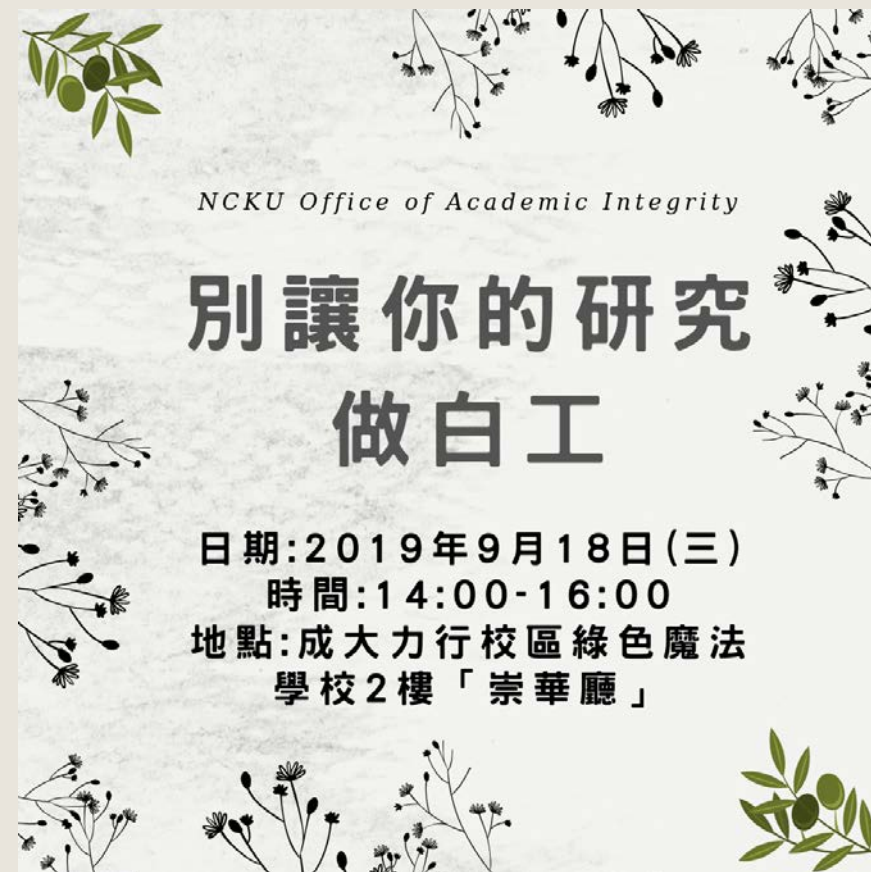 NCKU Office of Academic Integrity
別讓你的研究
做白工
日期:2019年9月18日(三)
時間:14:00-16:00
地點:成大力行校區綠色魔法
學校2樓「崇華廳」